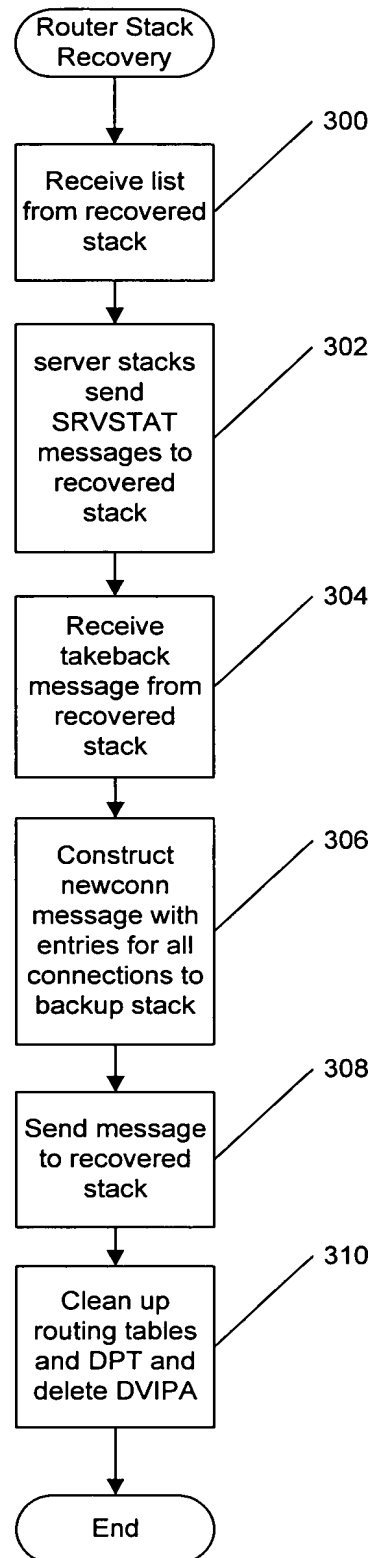 Router Stack
Recovery
300
Receive list
from recovered
stack
302
server stacks
send
SRVSTAT
messages to
recovered
stack
304
Receive
takeback
message from
recovered
stack
306
Construct
newconn
message with
entries for all
connections to
backup stack
308
Send message
to recovered
stack
310
Clean up
routing tables
and DPT and
delete DVIPA
End